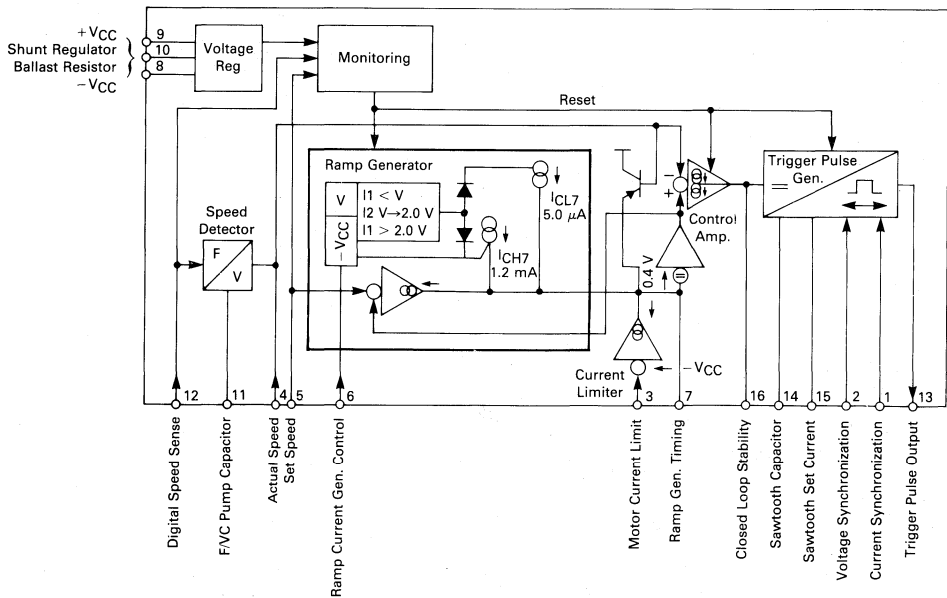 +VCC
Shunt Regulator
Ballast Resistor
−VCC
9
10
8
Voltage
Reg
Monitoring
Reset
Ramp Generator
V
−VCC
I1 < V
I2 V→2.0 V
I1 > 2.0 V
ICL7
5.0 μA
ICH7
1.2 mA
Speed
Detector
F
V
−
+
=
0.4 V
Control
Amp.
Trigger Pulse
Gen.
=
Current
Limiter
−VCC
12
11
4
5
6
3
7
16
14
15
2
1
13
Digital Speed Sense
F/VC Pump Capacitor
Actual Speed
Set Speed
Ramp Current Gen. Control
Motor Current Limit
Ramp Gen. Timing
Closed Loop Stability
Sawtooth Capacitor
Sawtooth Set Current
Voltage Synchronization
Current Synchronization
Trigger Pulse Output